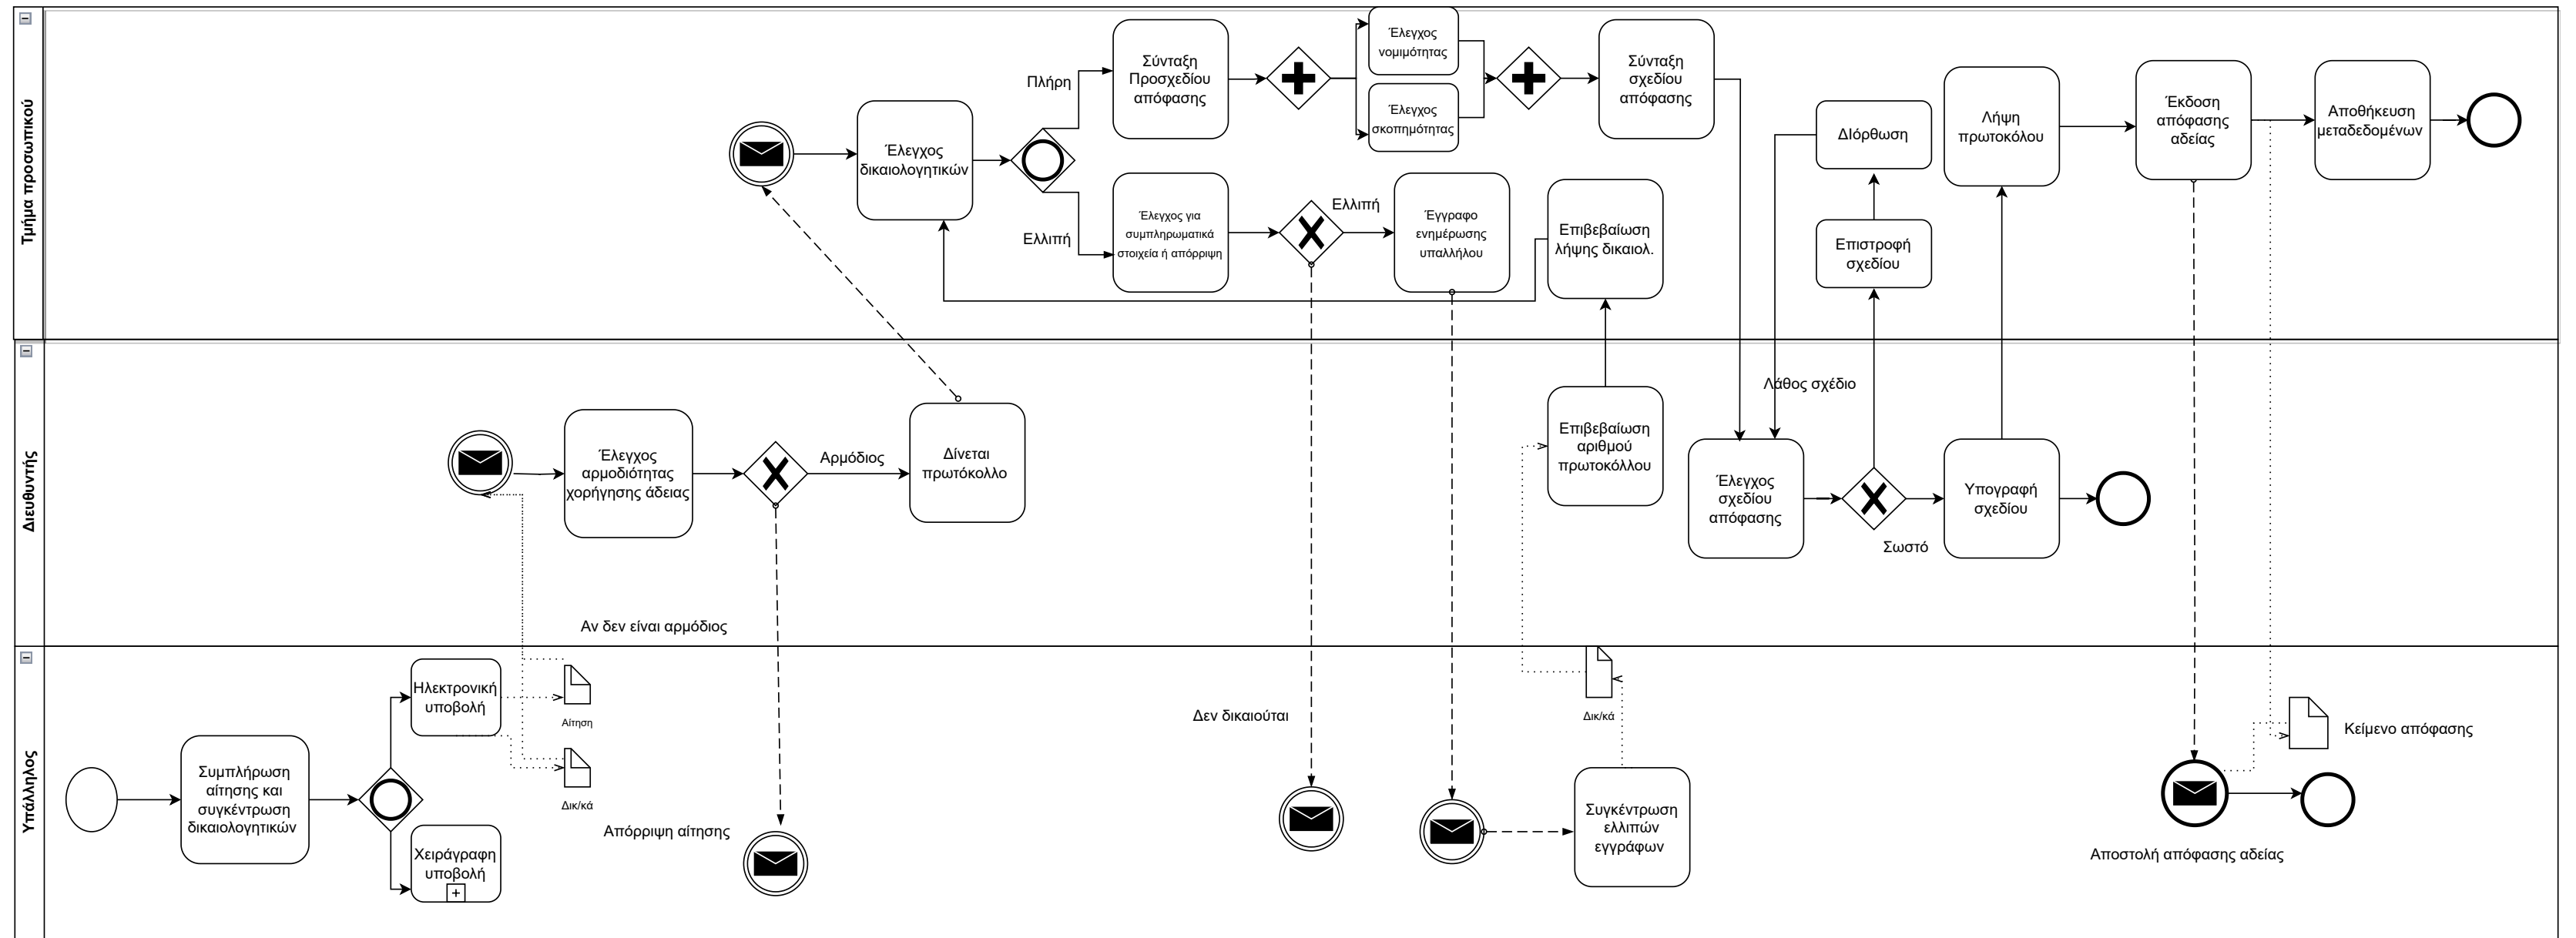 Τμήμα προσωπικού
Πλήρη
Ελλιπή
Έλεγχος
δικαιολογητικών
Σύνταξη
Προσχεδίου
απόφασης
Έλεγχος
νομιμότητας
Έλεγχος
σκοπημότητας
Σύνταξη
σχεδίου
απόφασης
Έλεγχος για
συμπληρωματικά
στοιχεία ή απόρριψη
Ελλιπή
Έγγραφο
ενημέρωσης
υπαλλήλου
Επιβεβαίωση
λήψης δικαιολ.
ΔΙόρθωση
Επιστροφή
σχεδίου
Λήψη
πρωτοκόλου
Έκδοση
απόφασης
αδείας
Αποθήκευση
μεταδεδομένων
Διευθυντής
Έλεγχος
αρμοδιότητας
χορήγησης άδειας
Αρμόδιος
Δίνεται
πρωτόκολλο
Αν δεν είναι αρμόδιος
Επιβεβαίωση
αριθμού
πρωτοκόλλου
Λάθος σχέδιο
Έλεγχος
σχεδίου
απόφασης
Σωστό
Υπογραφή
σχεδίου
Υπάλληλος
Συμπλήρωση
αίτησης και
συγκέντρωση
δικαιολογητικών
Ηλεκτρονική
υποβολή
Χειράγραφη
υποβολή
Αίτηση
Δικ/κά
Απόρριψη αίτησης
Δεν δικαιούται
Δικ/κά
Συγκέντρωση
ελλιπών
εγγράφων
Κείμενο απόφασης
Αποστολή απόφασης αδείας